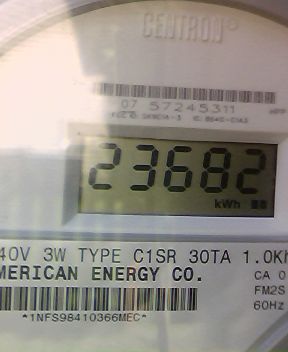 CENTRON
07 57245311
23682
kWh
40V 3W TYPE C1SR 30TA 1.0Kh
MERICAN ENERGY CO.
CA 0
FM2S
60Hz
*1NFS98410366MEC*